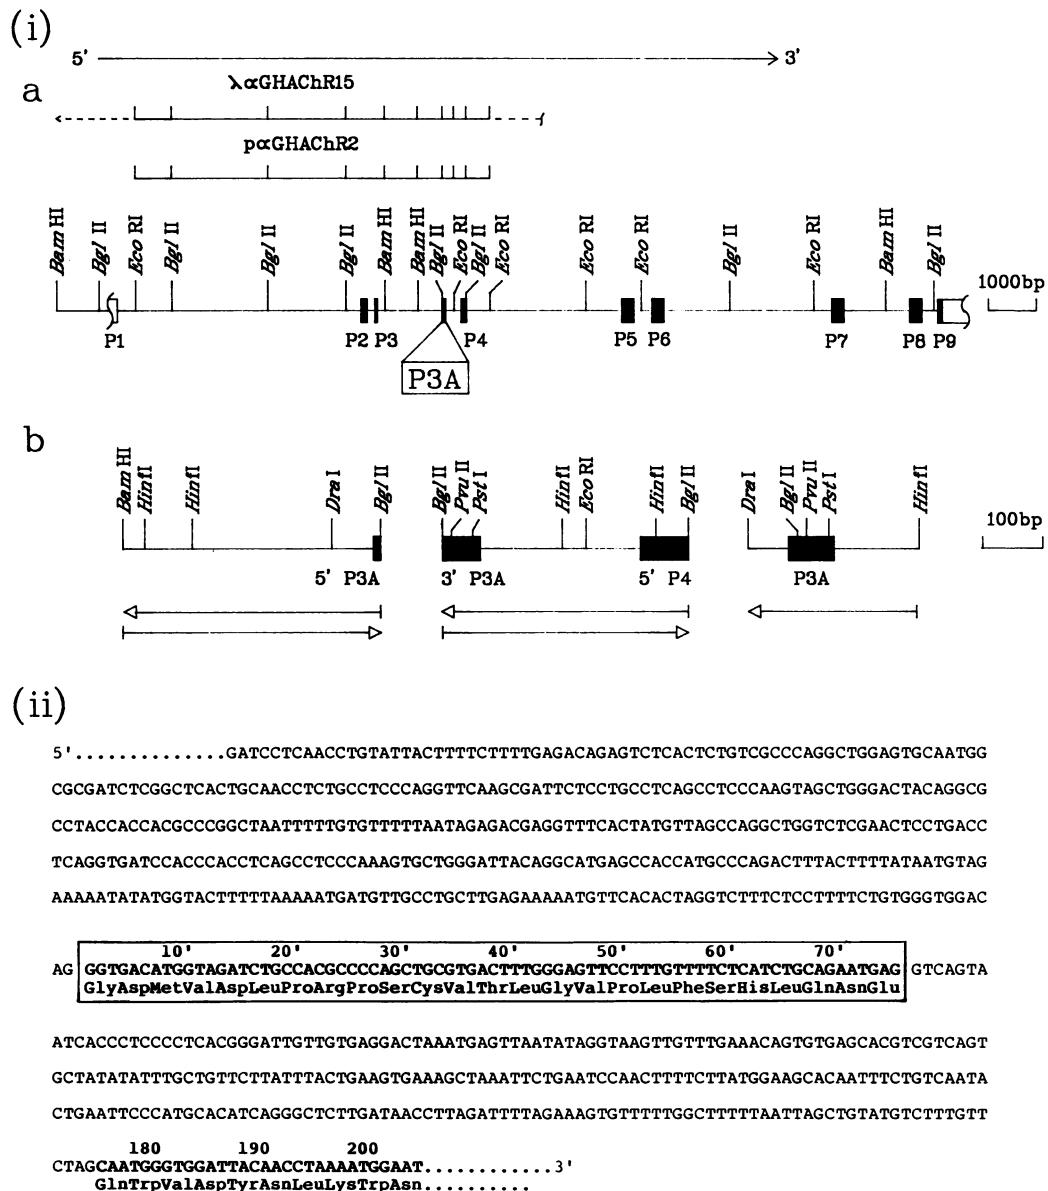 (i)
5' 3'
a
λαGHAChR15
pαGHAChR2
BamHI BglII EcoRI BglII BglII BglII BamHI BamHI BglII EcoRI BglII EcoRI EcoRI EcoRI BglII EcoRI BamHI BglII
1000bp
P1 P2 P3 P4 P5 P6 P7 P8 P9
P3A
b
BamHI HinfI HinfI DraI BglII BglII PvuII PstI HinfI EcoRI HinfI BglII DraI BglII PvuII PstI HinfI
100bp
5' P3A 3' P3A 5' P4 P3A
(ii)
5'..............GATCCTCAACCTGTATTACTTTTCTTTTGAGACAGAGTCTCACTCTGTCGCCCAGGCTGGAGTGCAATGG
CGCGATCTCGGCTCACTGCAACCTCTGCCTCCCAGGTTCAAGCGATTCTCCTGCCTCAGCCTCCCAAGTAGCTGGGACTACAGGCG
CCTACCACCACGCCCGGCTAATTTTTGTGTTTTTAATAGAGACGAGGTTTCACTATGTTAGCCAGGCTGGTCTCGAACTCCTGACC
TCAGGTGATCCACCCACCTCAGCCTCCCAAAGTGCTGGGATTACAGGCATGAGCCACCATGCCCAGACTTTACTTTTATAATGTAG
AAAAATATATGGTACTTTTTAAAAATGATGTTGCCTGCTTGAGAAAAATGTTCACACTAGGTCTTTCTCCTTTTCTGTGGGTGGAC
10' 20' 30' 40' 50' 60' 70'
AG GGTGACATGGTAGATCTGCCACGCCCCAGCTGCGTGACTTTGGGAGTTCCTTTGTTTTCTCATCTGCAGAATGAG GTCAGTA
GlyAspMetValAspLeuProArgProSerCysValThrLeuGlyValProLeuPheSerHisLeuGlnAsnGlu
ATCACCCTCCCCTCACGGGATTGTTGTGAGGACTAAATGAGTTAATATAGGTAAGTTGTTTGAAACAGTGTGAGCACGTCGTCAGT
GCTATATATTTGCTGTTCTTATTTACTGAAGTGAAAGCTAAATTCTGAATCCAACTTTTCTTATGGAAGCACAATTTCTGTCAATA
CTGAATTCCCATGCACATCAGGGCTCTTGATAACCTTAGATTTTAGAAAGTGTTTTTGGCTTTTTAATTAGCTGTATGTCTTTGTT
180 190 200
CTAGCAATGGGTGGATTACAACCTAAAATGGAAT............3'
GlnTrpValAspTyrAsnLeuLysTrpAsn..........